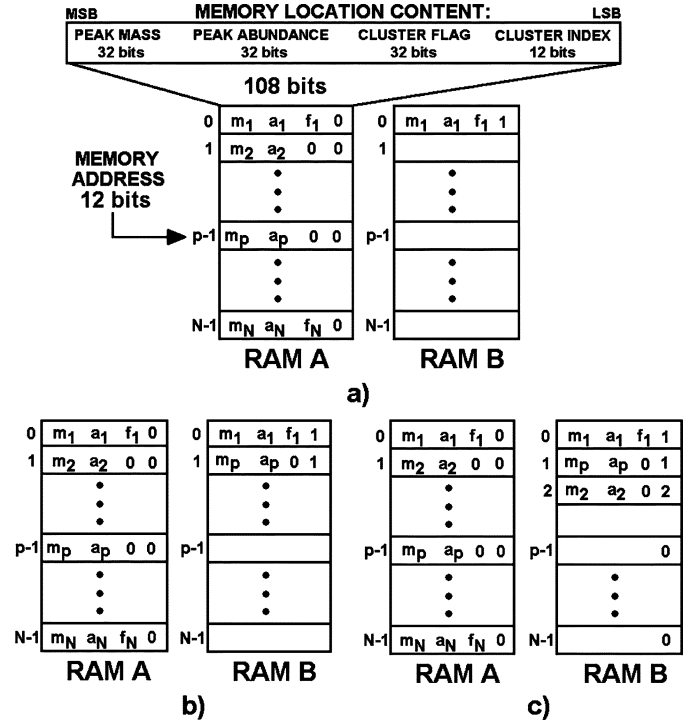 MSB MEMORY LOCATION CONTENT: LSB
PEAK MASS PEAK ABUNDANCE CLUSTER FLAG CLUSTER INDEX
32 bits 32 bits 32 bits 12 bits
108 bits
0 m1 a1 f1 0 0 m1 a1 f1 1
1 m2 a2 0 0 1
MEMORY
ADDRESS
12 bits
p-1 mp ap 0 0 p-1
N-1 mN aN fN 0 N-1
RAM A RAM B
a)
0 m1 a1 f1 0 0 m1 a1 f1 1
1 m2 a2 0 0 1 mp ap 0 1
p-1 mp ap 0 0 p-1
N-1 mN aN fN 0 N-1
RAM A RAM B
b)
0 m1 a1 f1 0 0 m1 a1 f1 1
1 m2 a2 0 0 1 mp ap 0 1
2 m2 a2 0 2
p-1 mp ap 0 0 p-1 0
N-1 mN aN fN 0 N-1 0
RAM A RAM B
c)